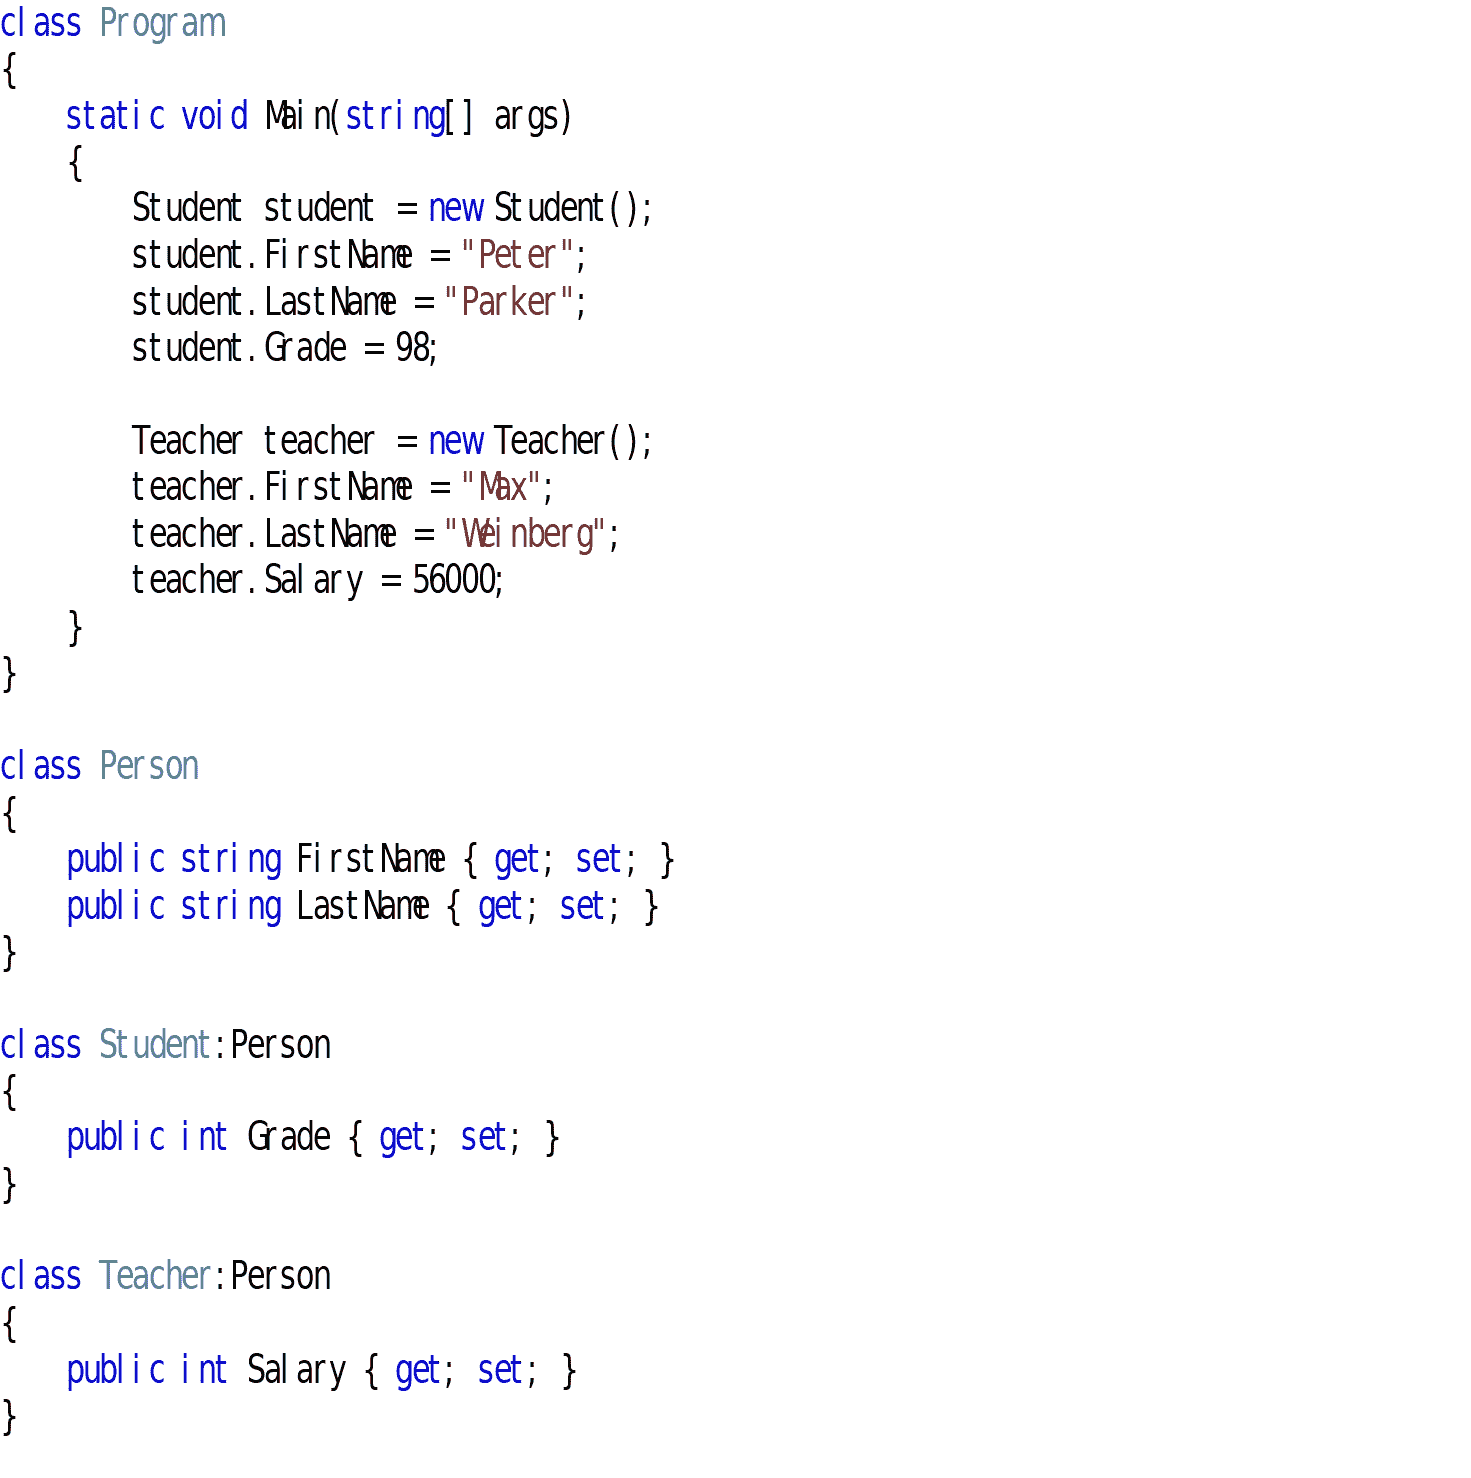 class Program
{
    static void Main(string[] args)
    {
        Student student = new Student();
        student.FirstName = "Peter";
        student.LastName = "Parker";
        student.Grade = 98;

        Teacher teacher = new Teacher();
        teacher.FirstName = "Max";
        teacher.LastName = "Weinberg";
        teacher.Salary = 56000;
    }
}

class Person
{
    public string FirstName { get; set; }
    public string LastName { get; set; }
}

class Student:Person
{
    public int Grade { get; set; }
}

class Teacher:Person
{
    public int Salary { get; set; }
}